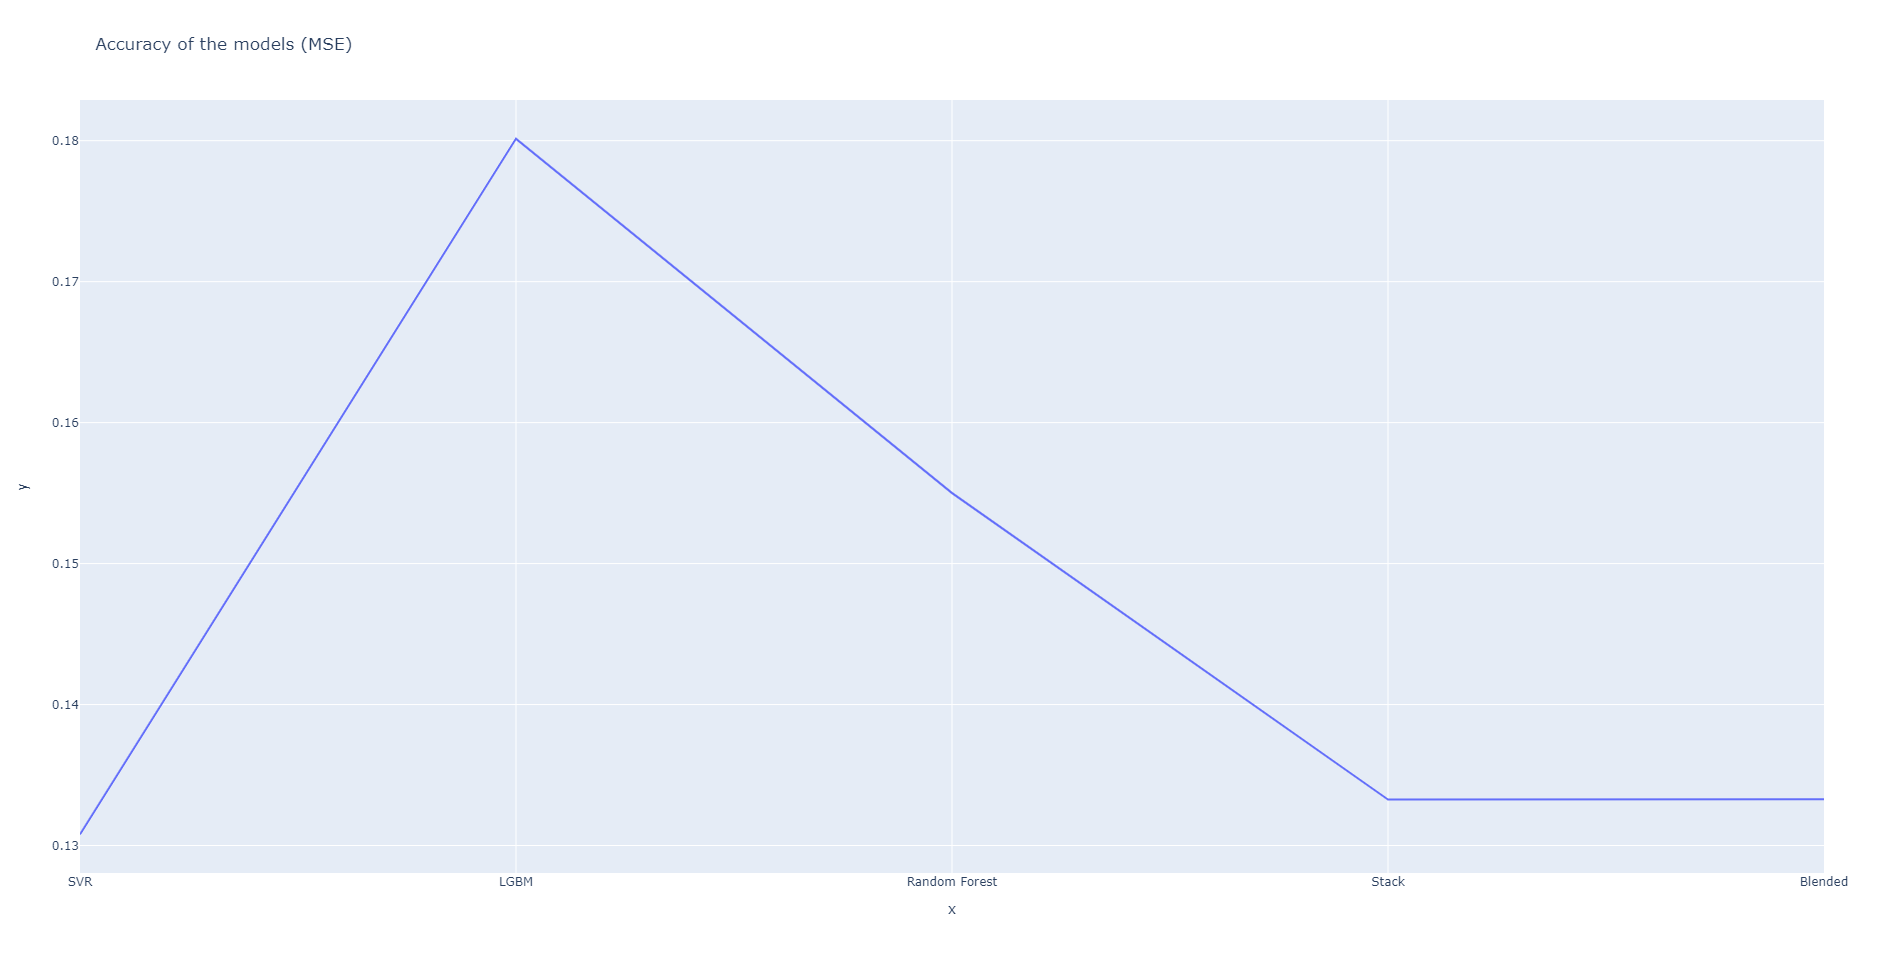 Accuracy of the models (MSE)
0.18
0.17
0.16
0.15
0.14
0.13
y
SVR LGBM Random Forest Stack Blended
x